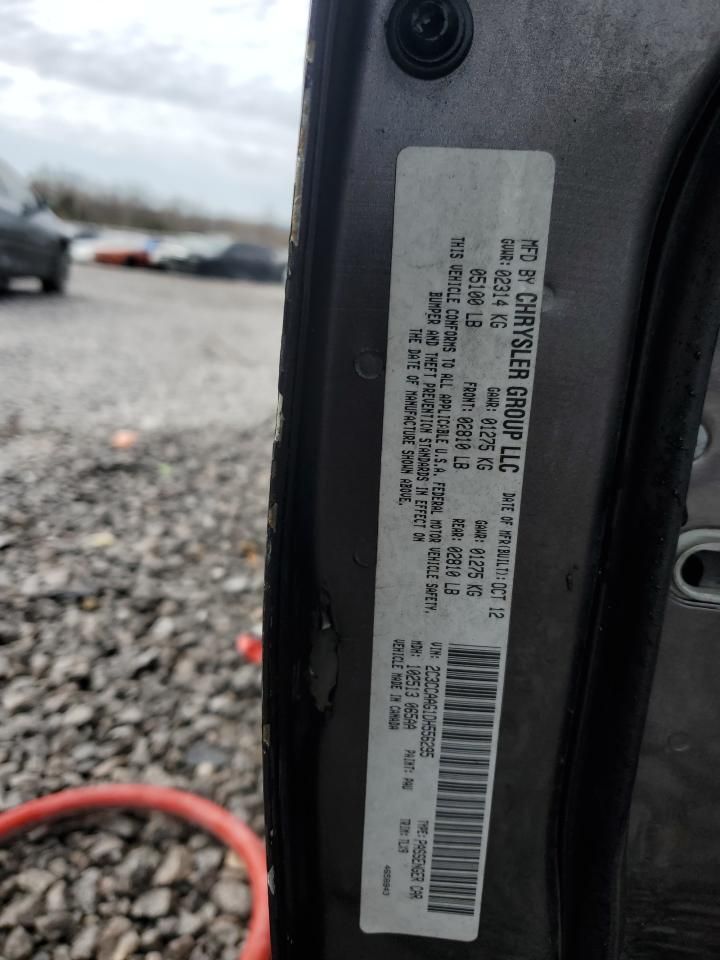 MFD BY CHRYSLER GROUP LLC DATE OF MFR(BUILT): OCT 12
GVWR: 02314 KG GAWR: 01275 KG GAWR: 01275 KG
05100 LB FRONT: 02810 LB REAR: 02810 LB
THIS VEHICLE CONFORMS TO ALL APPLICABLE U.S.A. FEDERAL MOTOR VEHICLE SAFETY,
BUMPER AND THEFT PREVENTION STANDARDS IN EFFECT ON
THE DATE OF MANUFACTURE SHOWN ABOVE.
VIN: 2C3CCAAG1DH556295 TYPE: PASSENGER CAR
MDH: 102513 065AA PAINT: PAU TRIM: TLX9
VEHICLE MADE IN CANADA 4658843